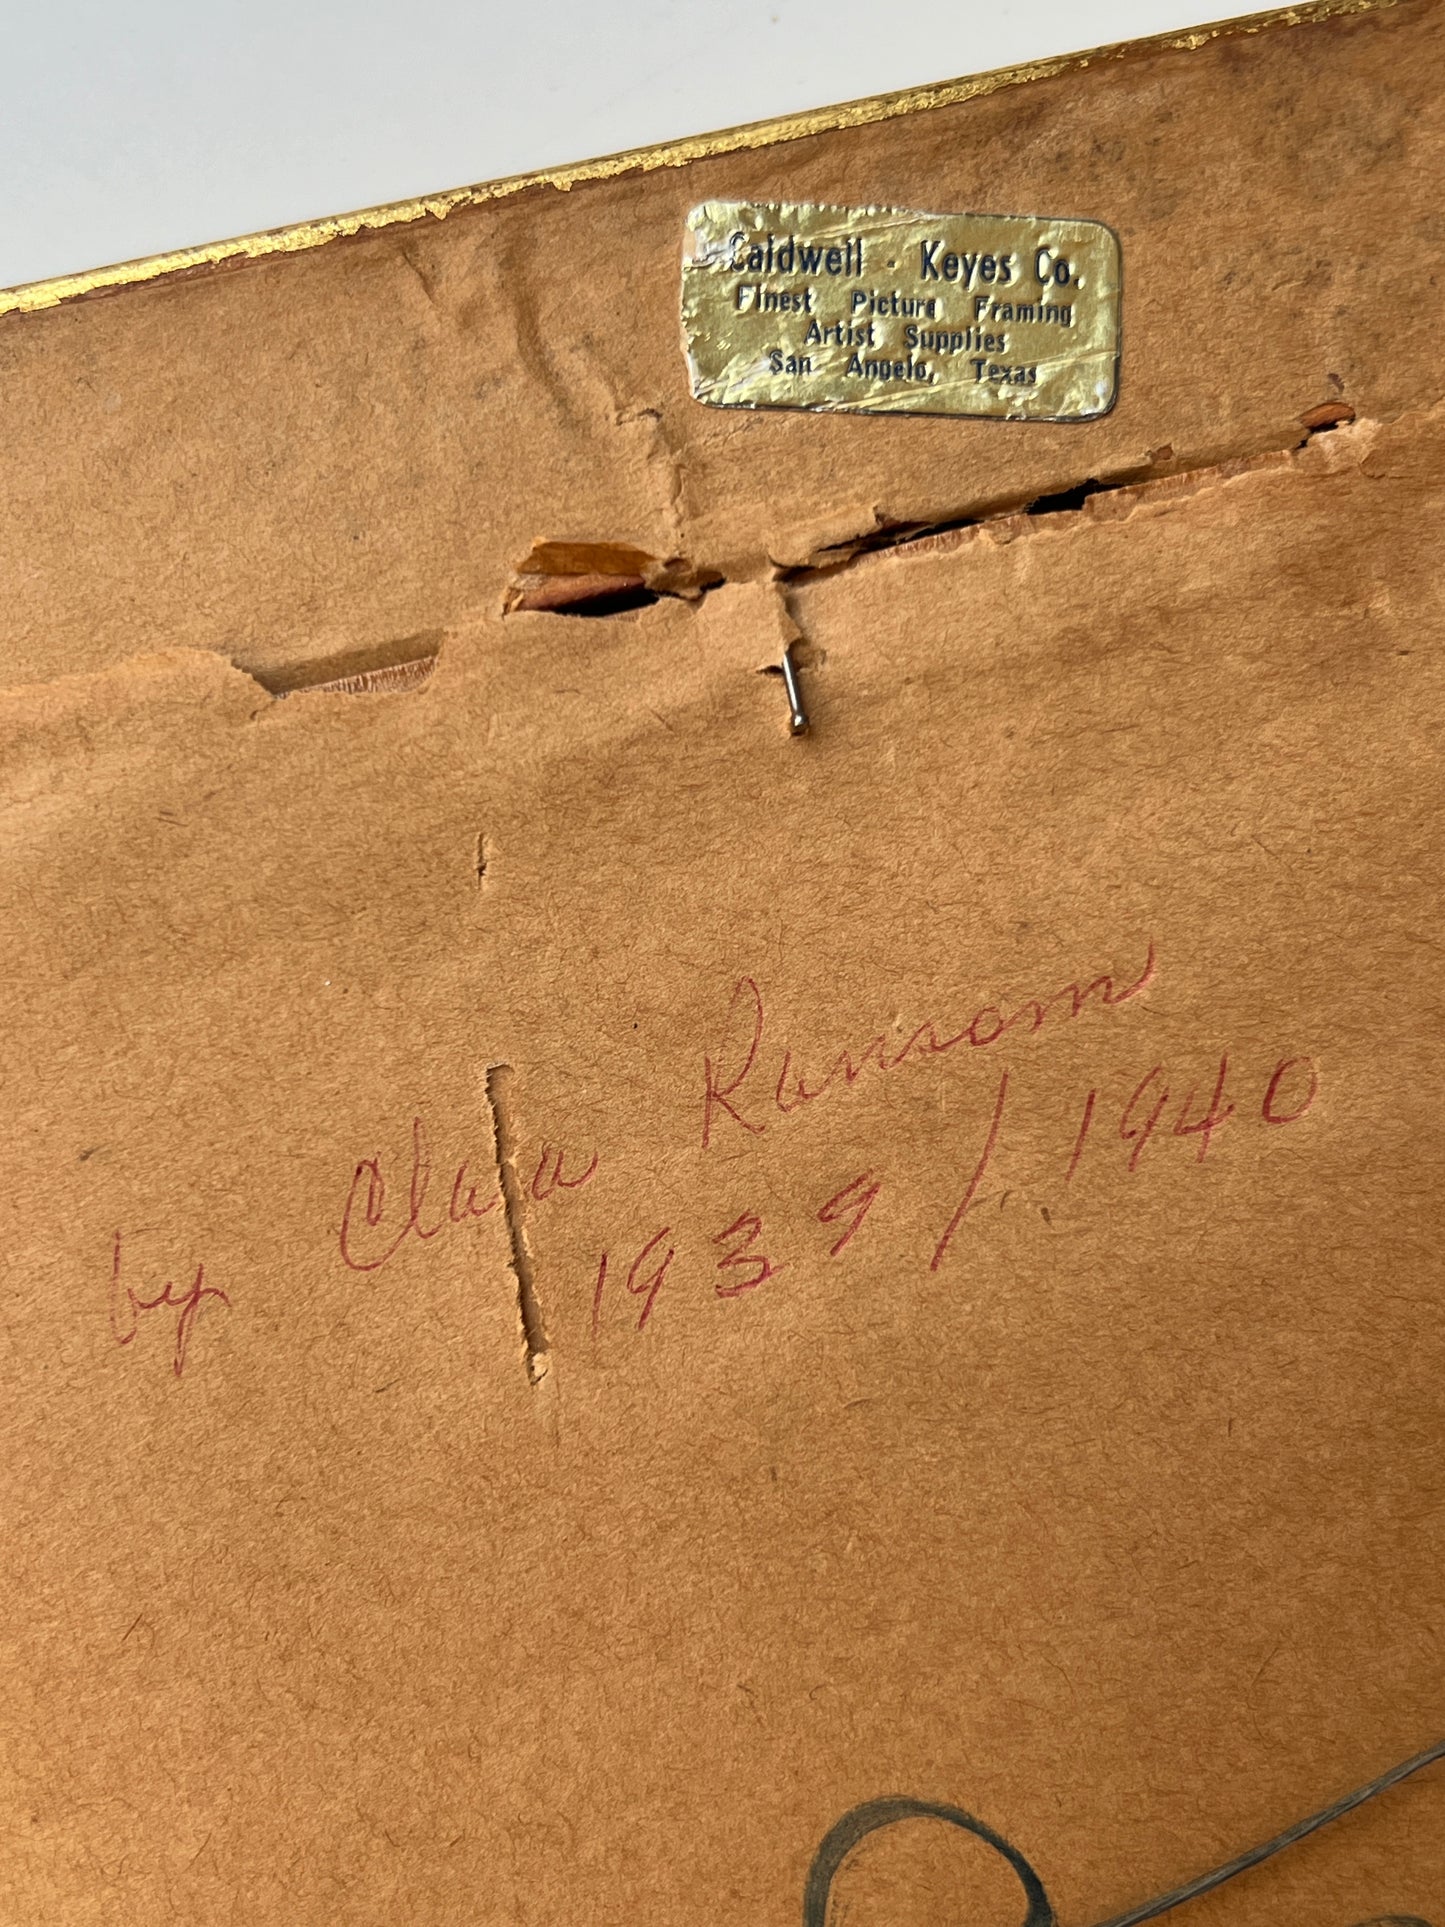 Caldwell - Keyes Co.
Finest Picture Framing
Artist Supplies
San Angelo, Texas
by Clara Ransom
1939/1940